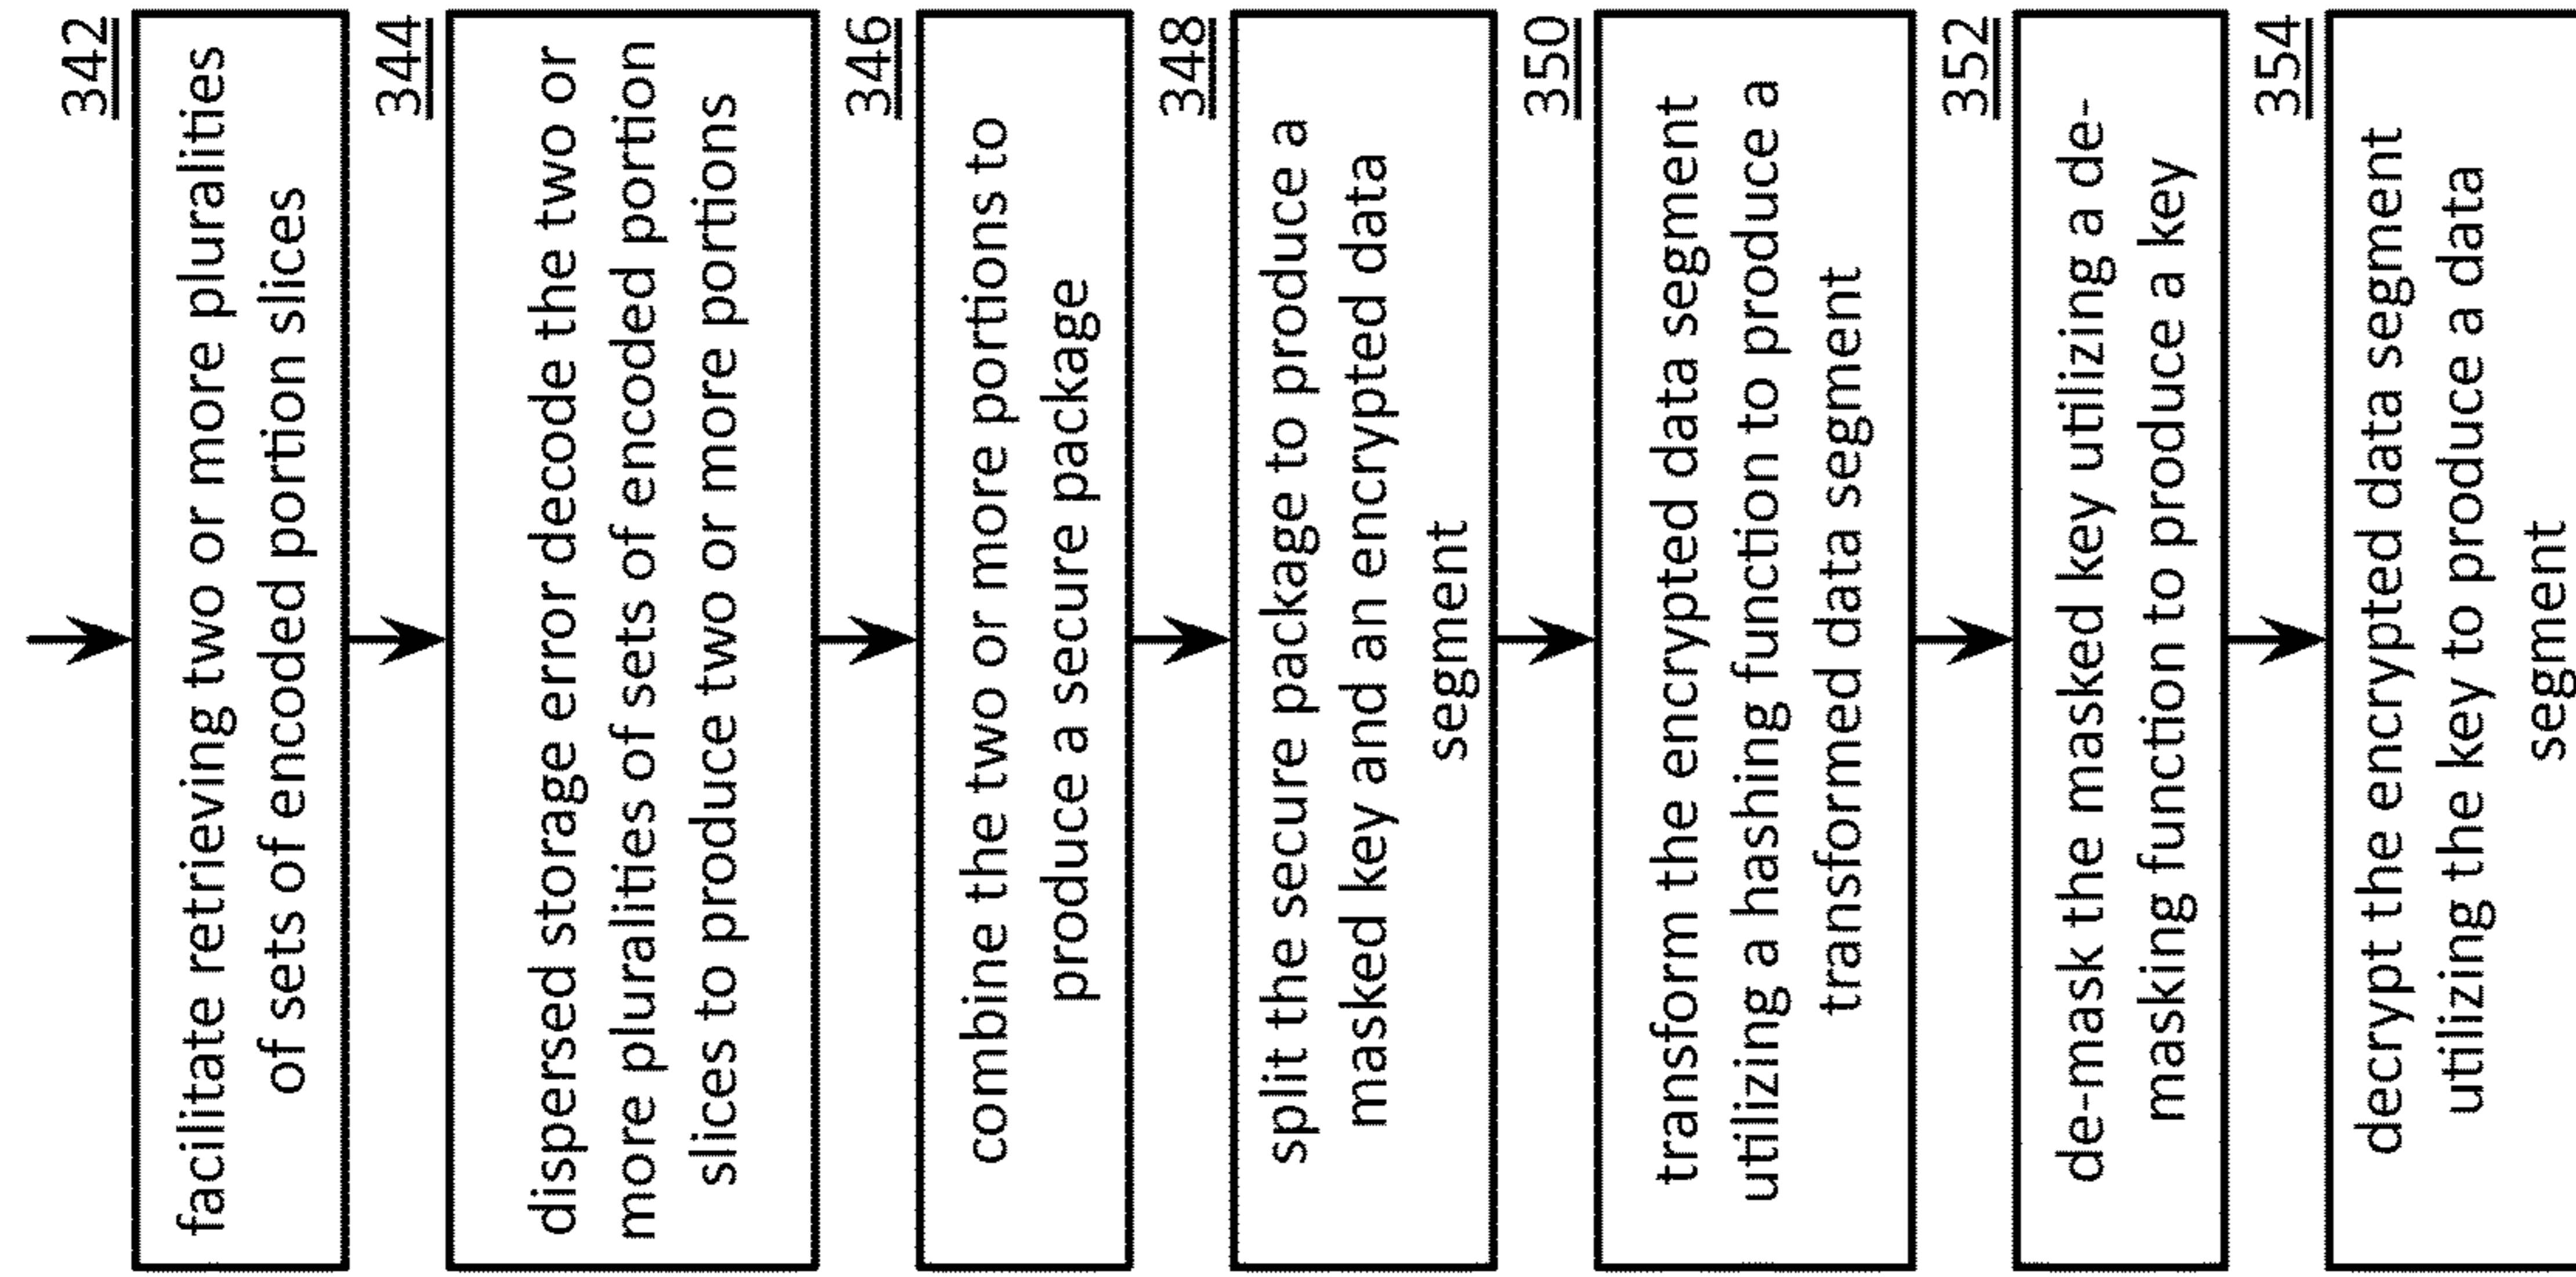 342
facilitate retrieving two or more pluralities
of sets of encoded portion slices
344
dispersed storage error decode the two or
more pluralities of sets of encoded portion
slices to produce two or more portions
346
combine the two or more portions to
produce a secure package
348
split the secure package to produce a
masked key and an encrypted data
segment
350
transform the encrypted data segment
utilizing a hashing function to produce a
transformed data segment
352
de-mask the masked key utilizing a de-
masking function to produce a key
354
decrypt the encrypted data segment
utilizing the key to produce a data
segment